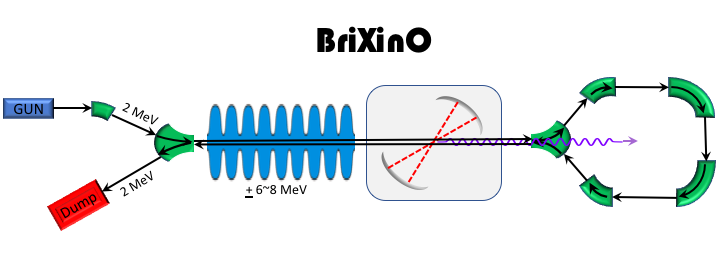 BriXinO
GUN
2 MeV
2 MeV
Dump
± 6~8 MeV